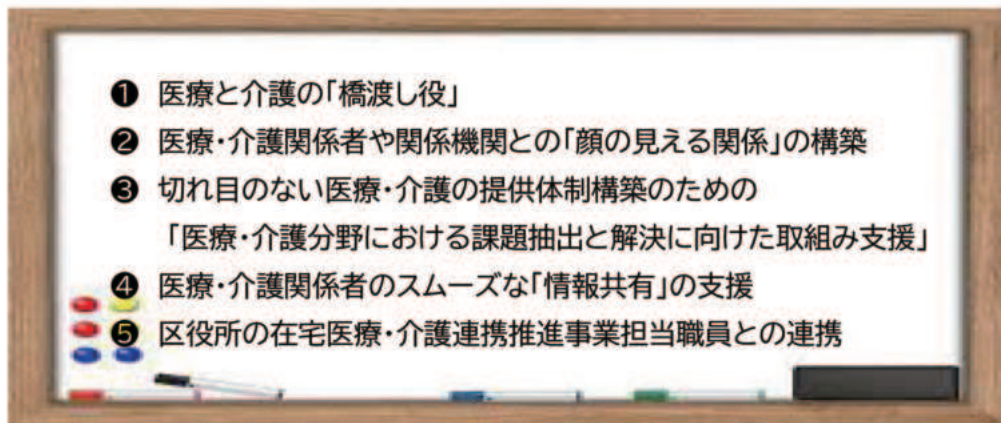 ❶ 医療と介護の「橋渡し役」
❷ 医療・介護関係者や関係機関との「顔の見える関係」の構築
❸ 切れ目のない医療・介護の提供体制構築のための
「医療・介護分野における課題抽出と解決に向けた取組み支援」
❹ 医療・介護関係者のスムーズな「情報共有」の支援
❺ 区役所の在宅医療・介護連携推進事業担当職員との連携